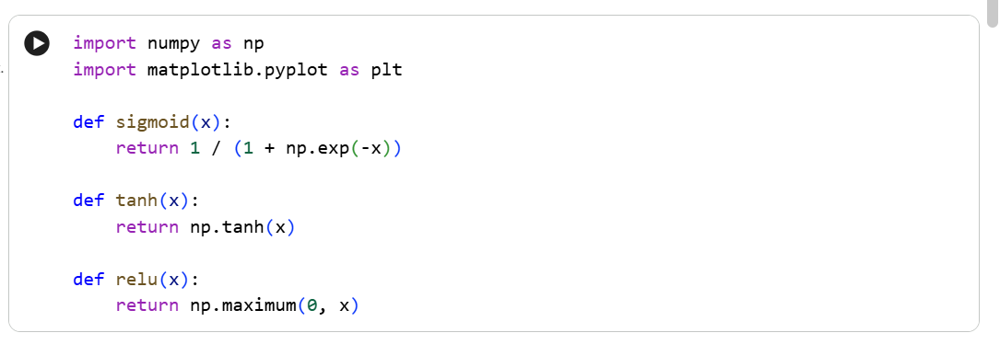 import numpy as np
import matplotlib.pyplot as plt

def sigmoid(x):
    return 1 / (1 + np.exp(-x))

def tanh(x):
    return np.tanh(x)

def relu(x):
    return np.maximum(0, x)